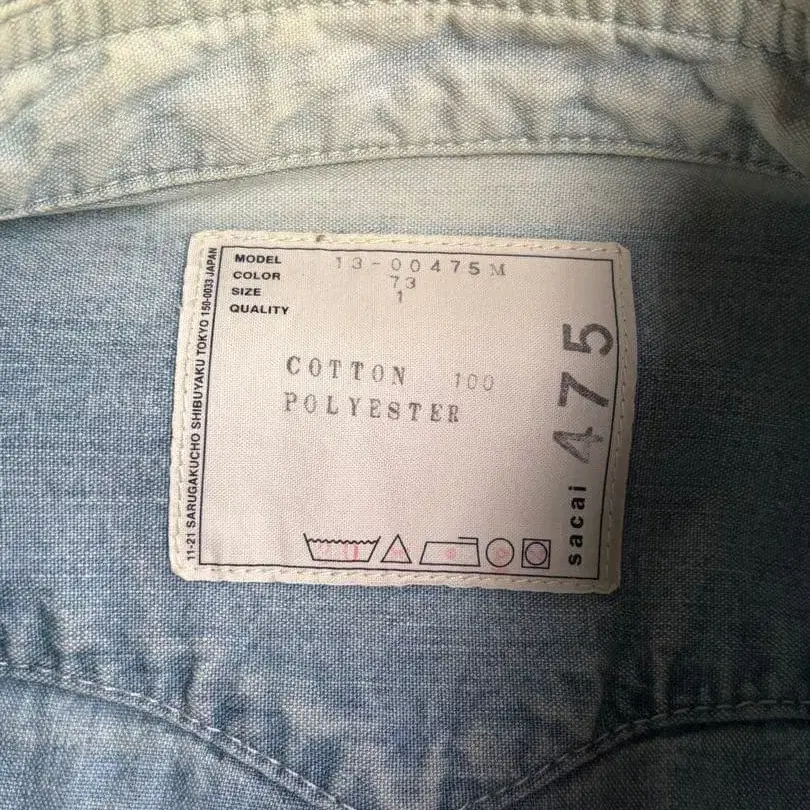 MODEL 13-00475M
COLOR 73
SIZE 1
QUALITY
COTTON 100
POLYESTER
475
sacai
11-21 SARUGAKUCHO SHIBUYAKU TOKYO 150-0033 JAPAN